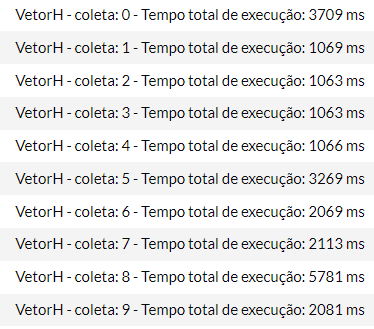 VetorH - coleta: 0 - Tempo total de execução: 3709 ms
VetorH - coleta: 1 - Tempo total de execução: 1069 ms
VetorH - coleta: 2 - Tempo total de execução: 1063 ms
VetorH - coleta: 3 - Tempo total de execução: 1063 ms
VetorH - coleta: 4 - Tempo total de execução: 1066 ms
VetorH - coleta: 5 - Tempo total de execução: 3269 ms
VetorH - coleta: 6 - Tempo total de execução: 2069 ms
VetorH - coleta: 7 - Tempo total de execução: 2113 ms
VetorH - coleta: 8 - Tempo total de execução: 5781 ms
VetorH - coleta: 9 - Tempo total de execução: 2081 ms